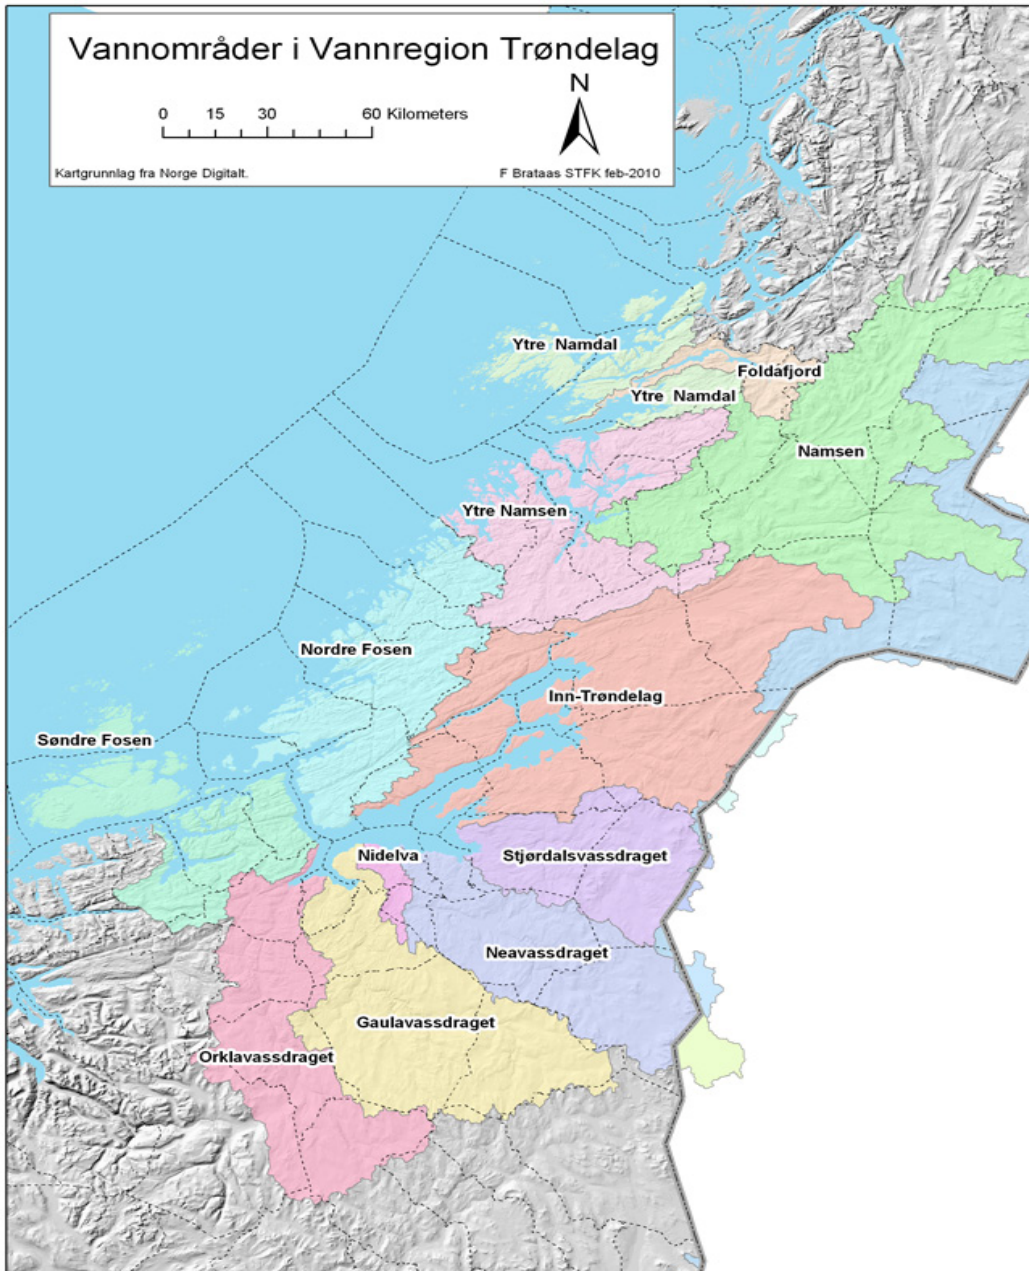 Vannområder i Vannregion Trøndelag
N
0 15 30 60 Kilometers
Kartgrunnlag fra Norge Digitalt.
F Brataas STFK feb-2010
Ytre Namdal
Foldafjord
Ytre Namdal
Namsen
Ytre Namsen
Nordre Fosen
Inn-Trøndelag
Søndre Fosen
Nidelva
Stjørdalsvassdraget
Neavassdraget
Gaulavassdraget
Orklavassdraget